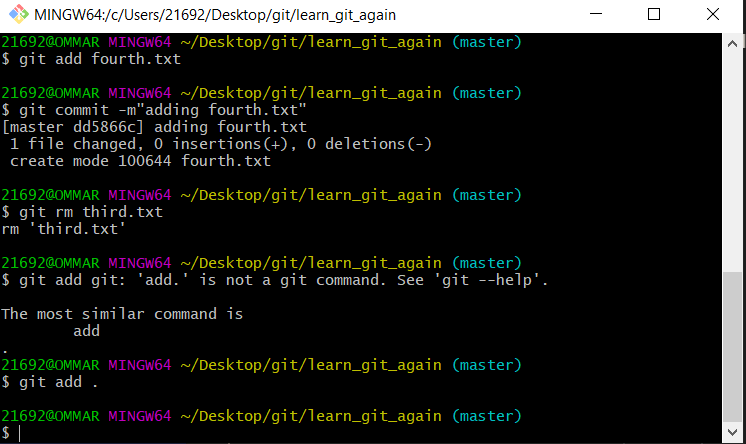 MINGW64:/c/Users/21692/Desktop/git/learn_git_again
21692@OMMAR MINGW64 ~/Desktop/git/learn_git_again (master)
$ git add fourth.txt
21692@OMMAR MINGW64 ~/Desktop/git/learn_git_again (master)
$ git commit -m"adding fourth.txt"
[master dd5866c] adding fourth.txt
 1 file changed, 0 insertions(+), 0 deletions(-)
 create mode 100644 fourth.txt
21692@OMMAR MINGW64 ~/Desktop/git/learn_git_again (master)
$ git rm third.txt
rm 'third.txt'
21692@OMMAR MINGW64 ~/Desktop/git/learn_git_again (master)
$ git add git: 'add.' is not a git command. See 'git --help'.
The most similar command is
        add
.
21692@OMMAR MINGW64 ~/Desktop/git/learn_git_again (master)
$ git add .
21692@OMMAR MINGW64 ~/Desktop/git/learn_git_again (master)
$